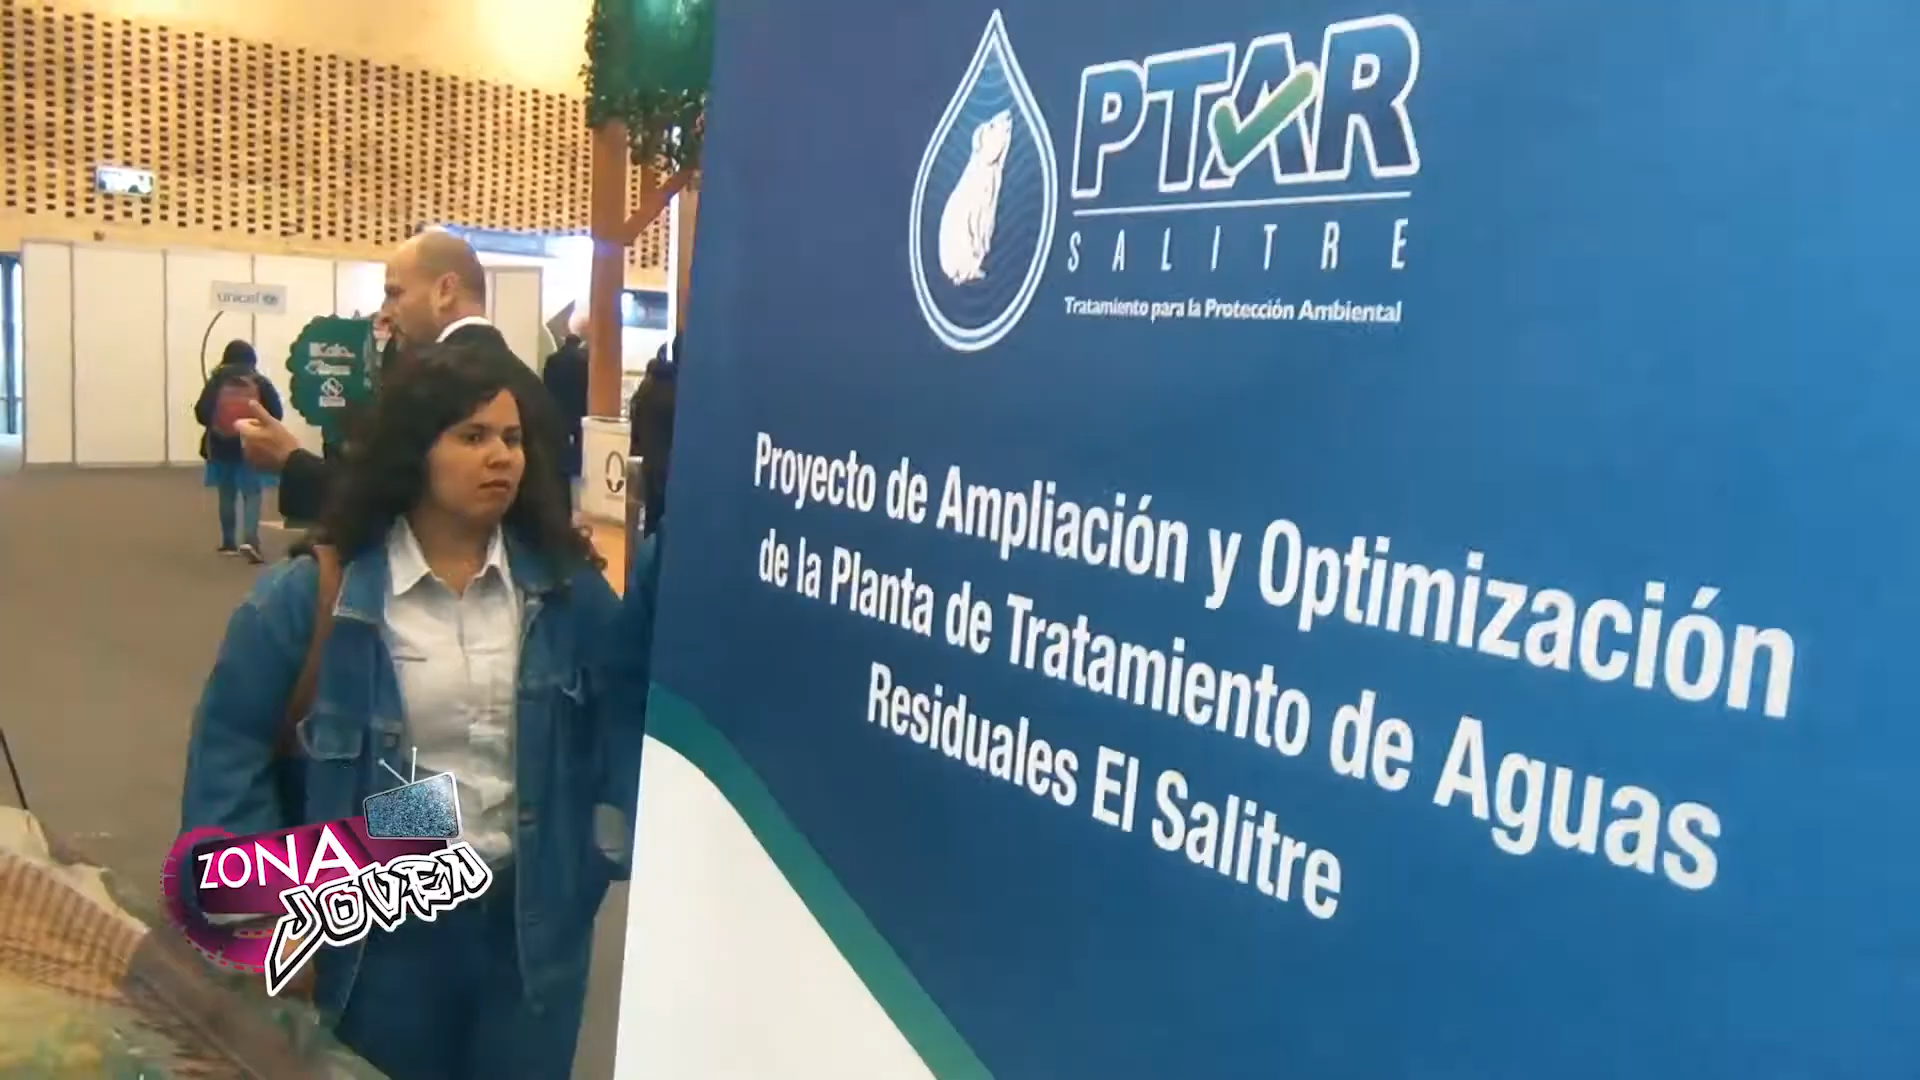 PTAR
SALITRE
Tratamiento para la Protección Ambiental
Proyecto de Ampliación y Optimización
de la Planta de Tratamiento de Aguas
Residuales El Salitre
unicef
ZONA
JOVEN